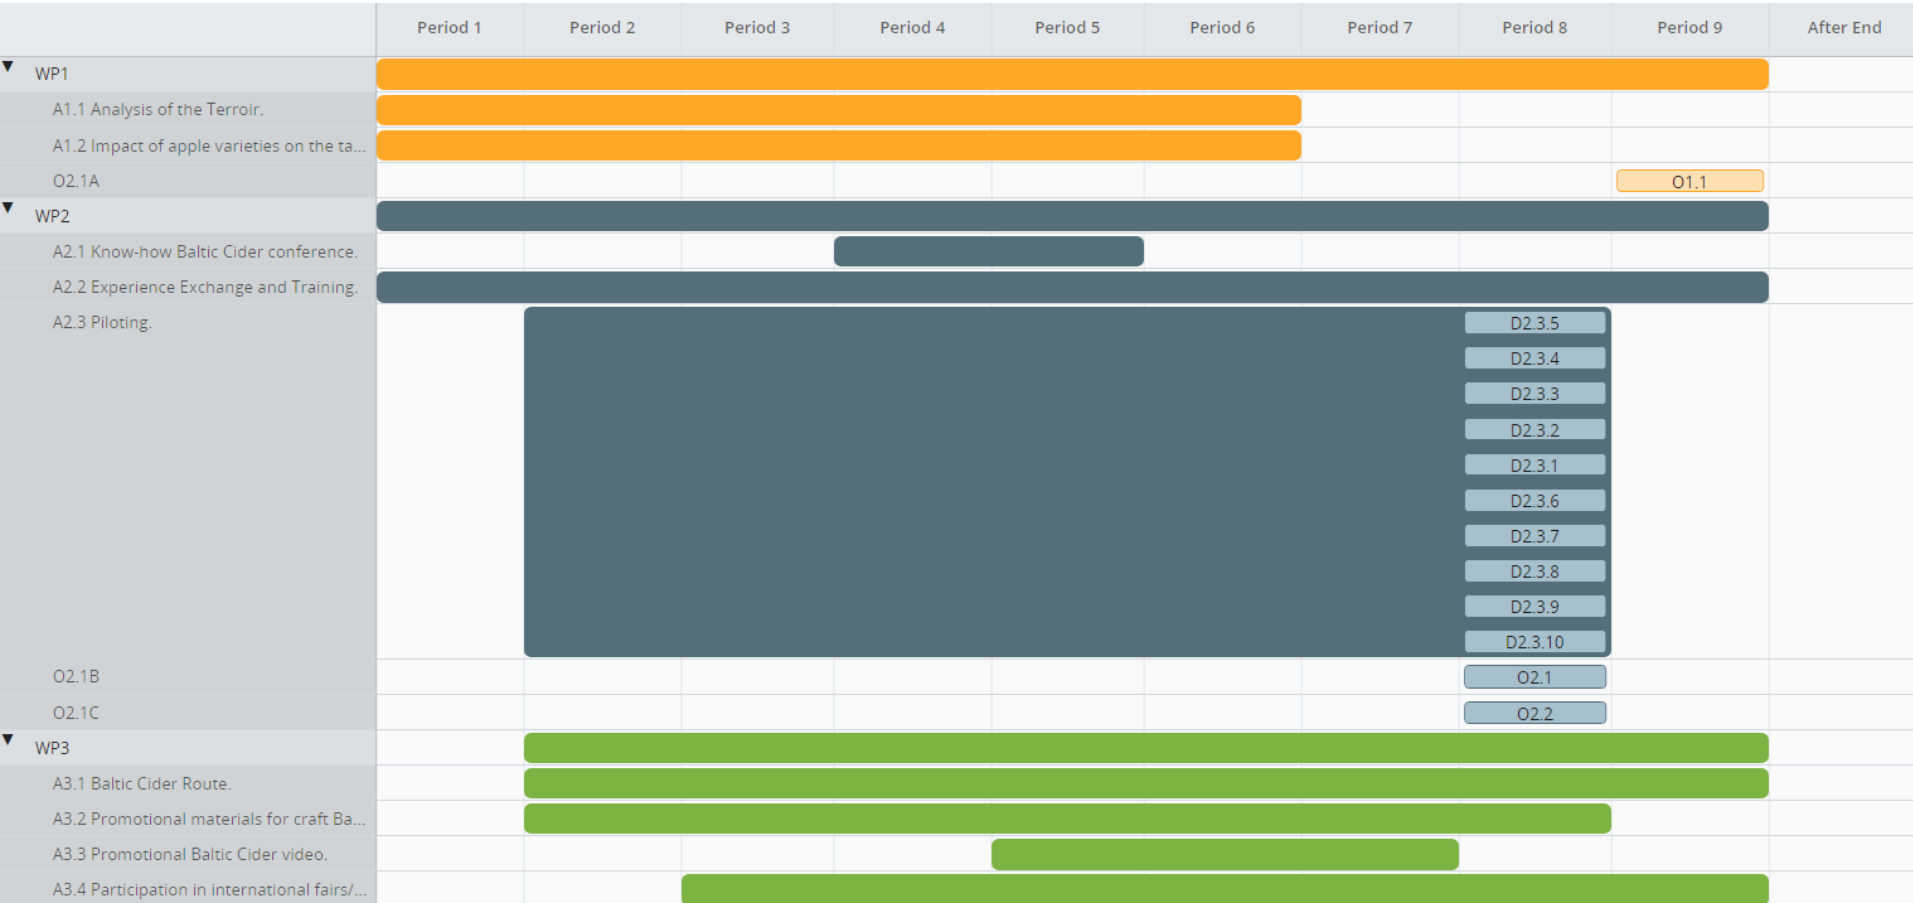 Period 1 Period 2 Period 3 Period 4 Period 5 Period 6 Period 7 Period 8 Period 9 After End
WP1
A1.1 Analysis of the Terroir.
A1.2 Impact of apple varieties on the ta...
O2.1A O1.1
WP2
A2.1 Know-how Baltic Cider conference.
A2.2 Experience Exchange and Training.
A2.3 Piloting. D2.3.5
D2.3.4
D2.3.3
D2.3.2
D2.3.1
D2.3.6
D2.3.7
D2.3.8
D2.3.9
D2.3.10
O2.1B O2.1
O2.1C O2.2
WP3
A3.1 Baltic Cider Route.
A3.2 Promotional materials for craft Ba...
A3.3 Promotional Baltic Cider video.
A3.4 Participation in international fairs/...